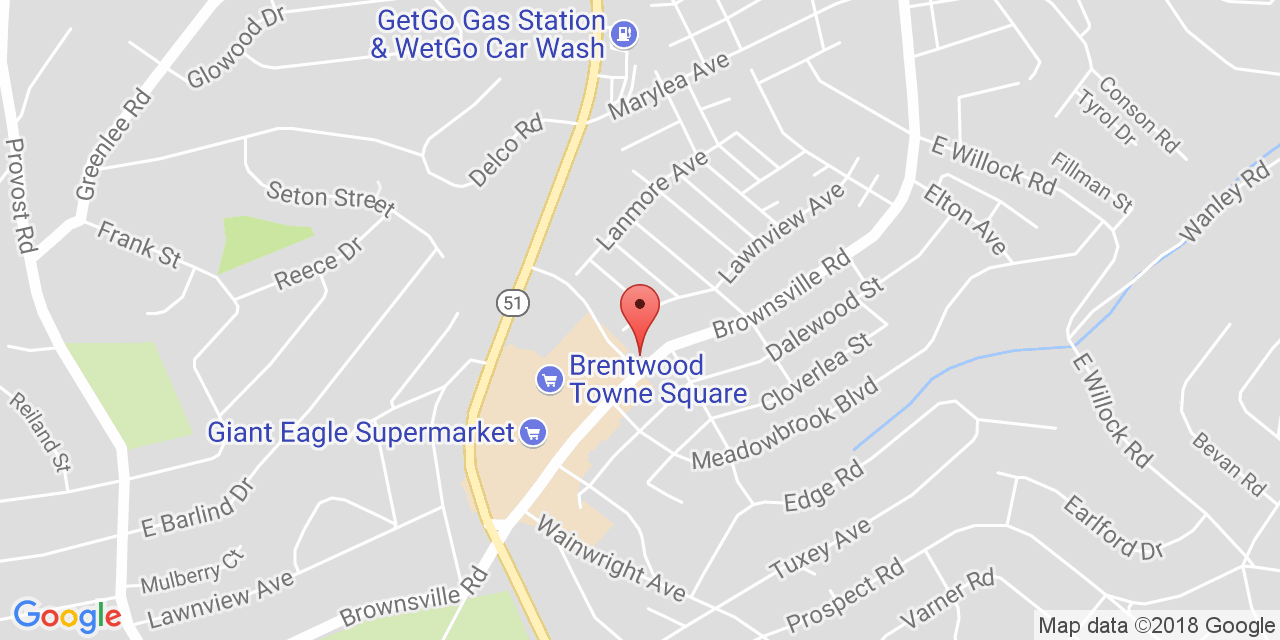 GetGo Gas Station
& WetGo Car Wash
Glowood Dr
Greenlee Rd
Provost Rd
Marylea Ave
Delco Rd
Conson Rd
Tyrol Dr
E Willock Rd
Fillman St
Wanley Rd
Seton Street
Lanmore Ave
Lawnview Ave
Elton Ave
Frank St
Reece Dr
Brownsville Rd
Dalewood St
51
Cloverlea St
Brentwood
Towne Square
Giant Eagle Supermarket
Meadowbrook Blvd
E Willock Rd
Reiland St
Bevan Rd
Edge Rd
E Barlind Dr
Earlford Dr
Wainwright Ave
Tuxey Ave
Mulberry Ct
Lawnview Ave
Brownsville Rd
Prospect Rd
Varner Rd
Google
Map data ©2018 Google